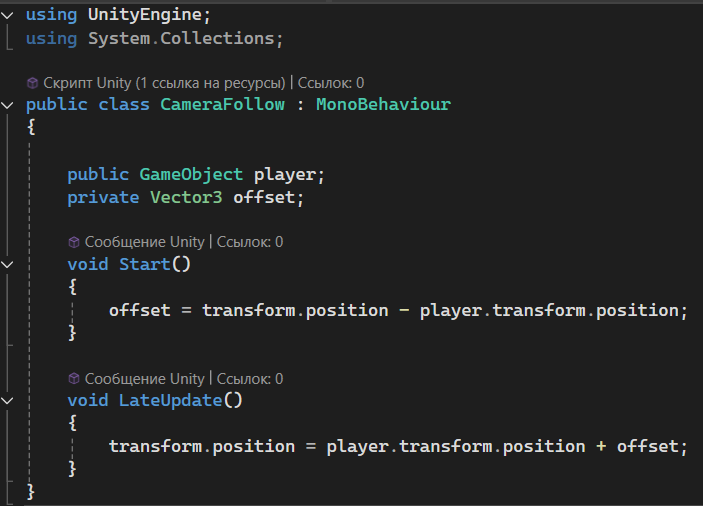 using UnityEngine;
using System.Collections;
Скрипт Unity (1 ссылка на ресурсы) | Ссылок: 0
public class CameraFollow : MonoBehaviour
{
public GameObject player;
private Vector3 offset;
Сообщение Unity | Ссылок: 0
void Start()
{
offset = transform.position - player.transform.position;
}
Сообщение Unity | Ссылок: 0
void LateUpdate()
{
transform.position = player.transform.position + offset;
}
}